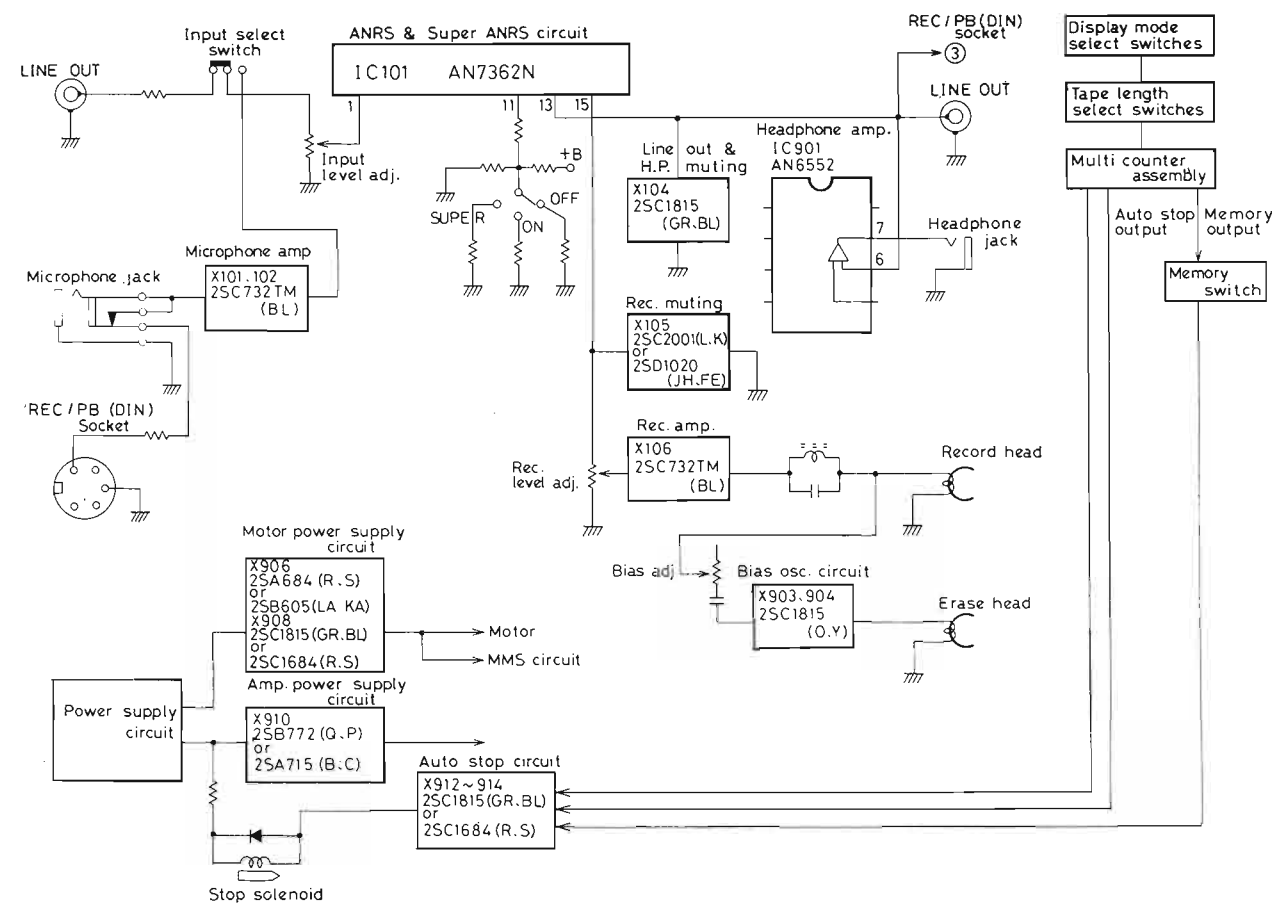 ANRS & Super ANRS circuit
IC101 AN7362N
1
11
13
15
Input select
switch
LINE OUT
Input
level adj.
REC/PB(DIN)
socket
3
LINE OUT
Display mode
select switches
Tape length
select switches
Multi counter
assembly
Auto stop
output
Memory
output
Memory
switch
+B
OFF
SUPER
ON
Line out &
H.P. muting
X104
2SC1815
(GR.BL)
Headphone amp.
IC901
AN6552
7
6
Headphone
jack
Microphone amp
X101.102
2SC732TM
(BL)
Microphone jack
REC/PB (DIN)
Socket
Rec. muting
X105
2SC2001(L.K)
or
2SD1020
(JH.FE)
Rec. amp.
X106
2SC732TM
(BL)
Rec.
level adj.
Record head
Bias adj
Bias osc. circuit
X903.904
2SC1815
(O.Y)
Erase head
Motor power supply
circuit
X906
2SA684(R.S)
or
2SB605(LA KA)
X908
2SC1815(GR.BL)
or
2SC1684(R.S)
Motor
MMS circuit
Power supply
circuit
Amp. power supply
circuit
X910
2SB772(Q.P)
or
2SA715(B.C)
Auto stop circuit
X912~914
2SC1815(GR.BL)
or
2SC1684(R.S)
Stop solenoid